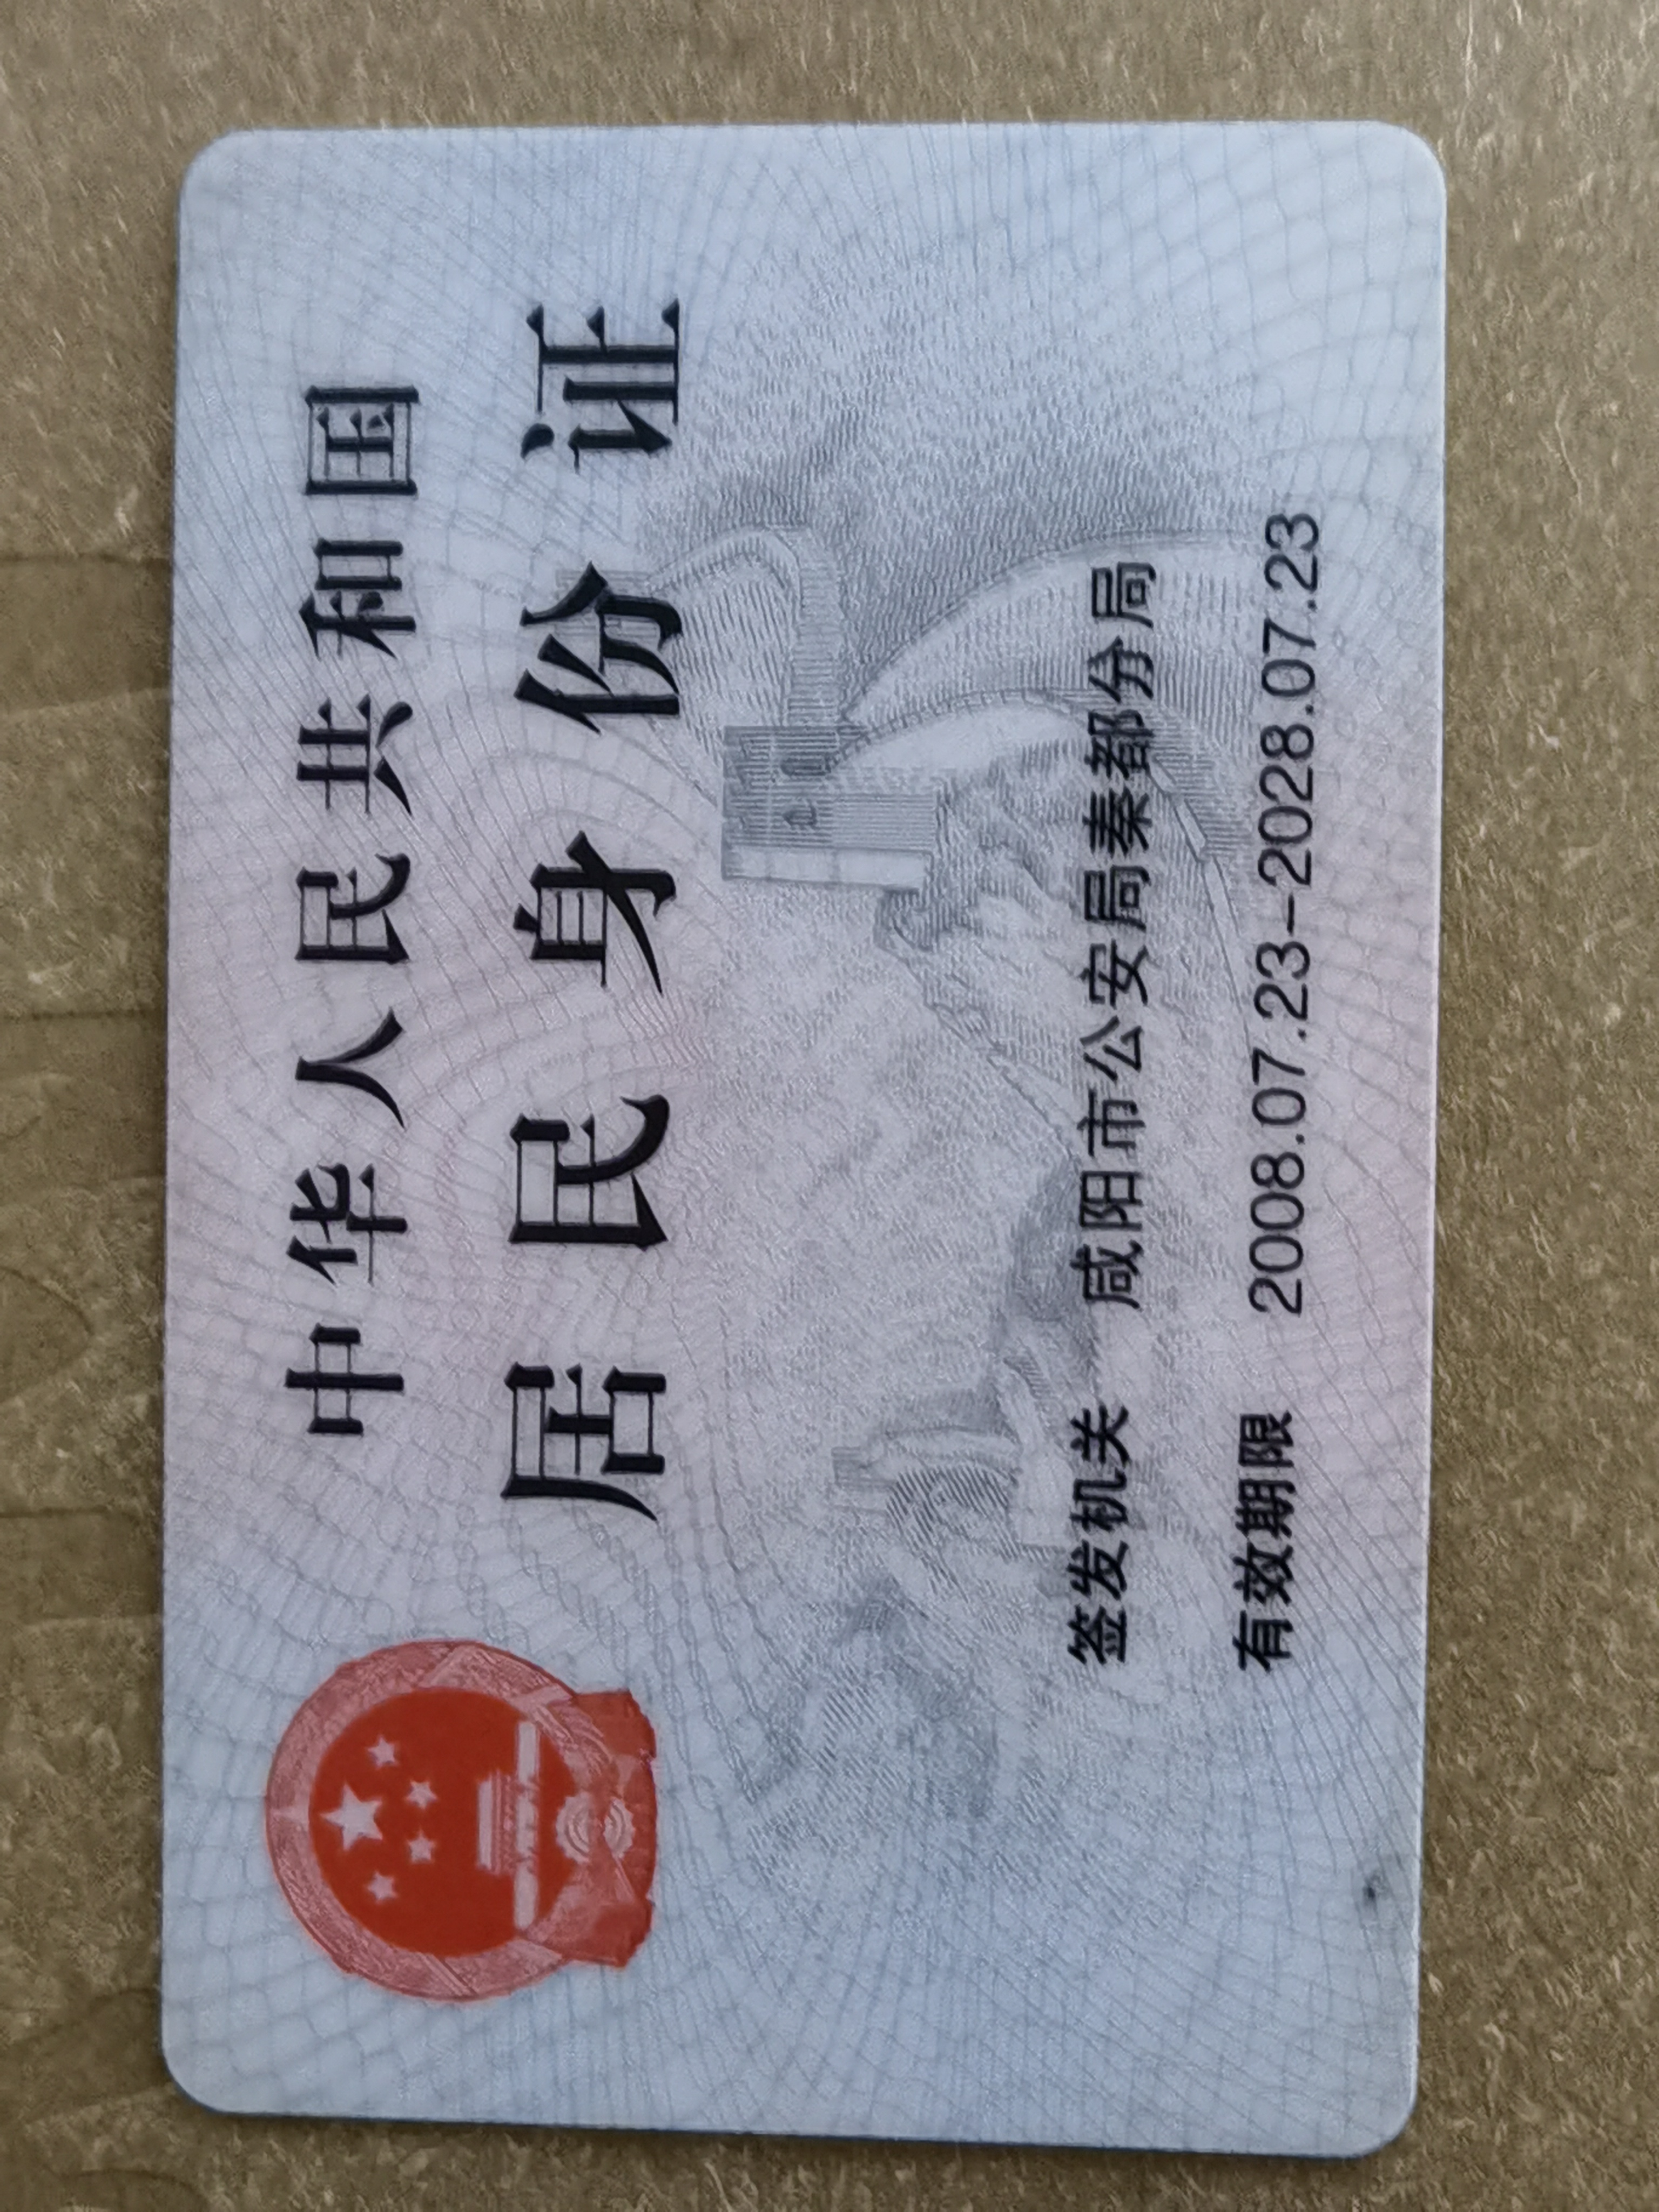 中华人民共和国
居民身份证
签发机关 咸阳市公安局秦都分局
有效期限 2008.07.23-2028.07.23